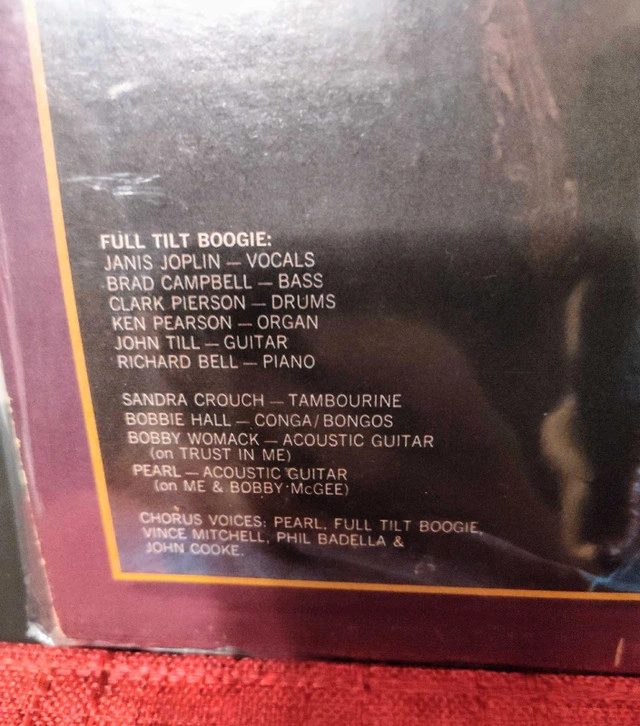 FULL TILT BOOGIE:
JANIS JOPLIN — VOCALS
BRAD CAMPBELL — BASS
CLARK PIERSON — DRUMS
KEN PEARSON — ORGAN
JOHN TILL — GUITAR
RICHARD BELL — PIANO
SANDRA CROUCH — TAMBOURINE
BOBBIE HALL — CONGA/BONGOS
BOBBY WOMACK — ACOUSTIC GUITAR
(on TRUST IN ME)
PEARL — ACOUSTIC GUITAR
(on ME & BOBBY McGEE)
CHORUS VOICES: PEARL, FULL TILT BOOGIE,
VINCE MITCHELL, PHIL BADELLA &
JOHN COOKE.